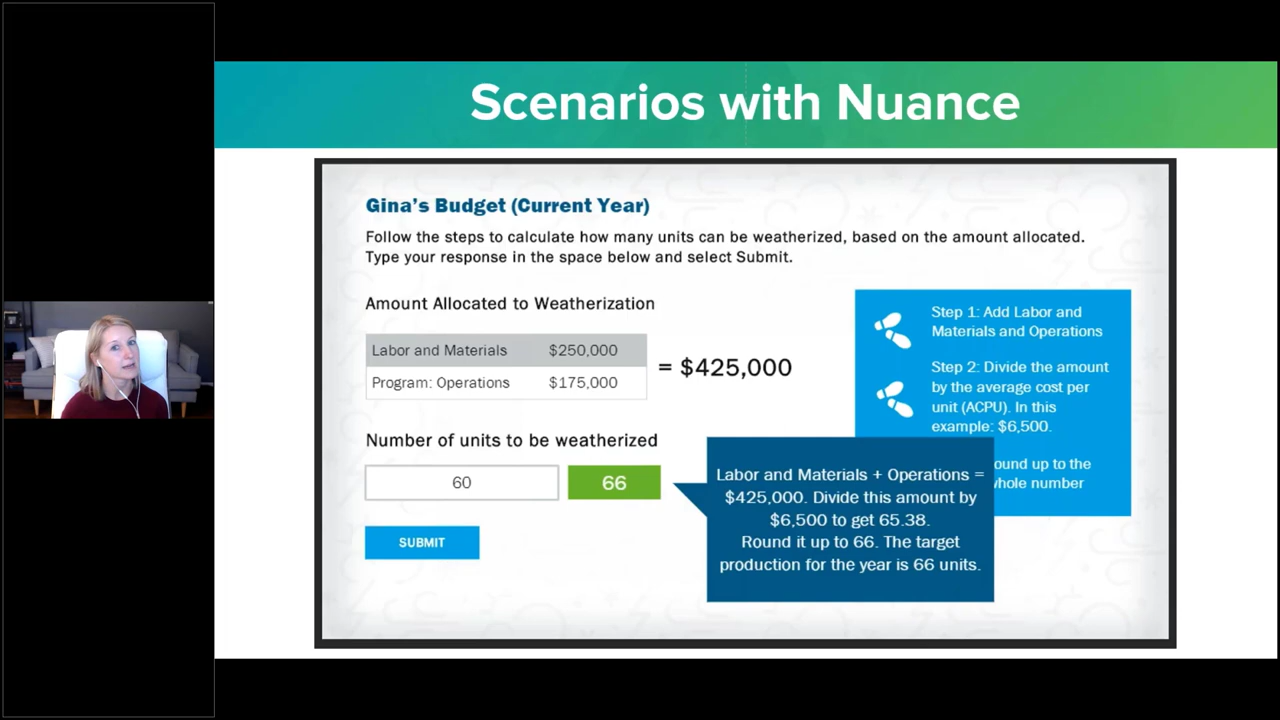 Scenarios with Nuance
Gina's Budget (Current Year)
Follow the steps to calculate how many units can be weatherized, based on the amount allocated.
Type your response in the space below and select Submit.
Amount Allocated to Weatherization
Labor and Materials $250,000
Program: Operations $175,000
= $425,000
Number of units to be weatherized
60
66
SUBMIT
Step 1: Add Labor and
Materials and Operations
Step 2: Divide the amount
by the average cost per
unit (ACPU). In this
example: $6,500.
up to the
number
Labor and Materials + Operations =
$425,000. Divide this amount by
$6,500 to get 65.38.
Round it up to 66. The target
production for the year is 66 units.